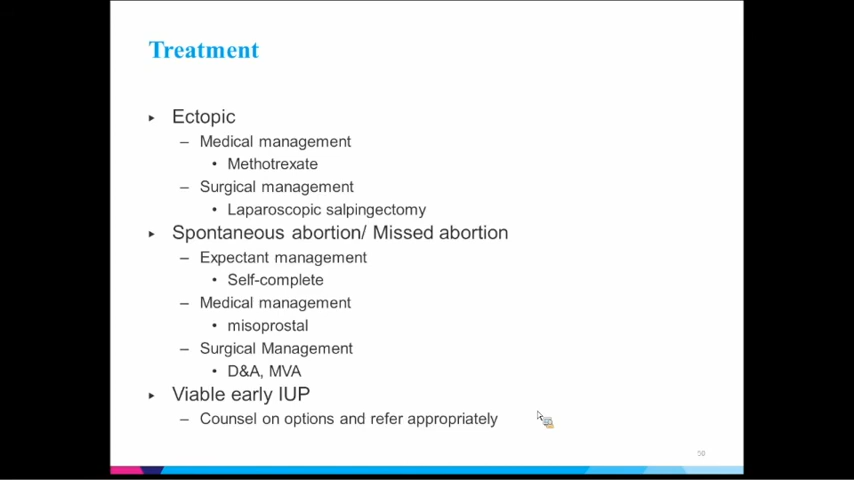 Treatment
Ectopic
– Medical management
• Methotrexate
– Surgical management
• Laparoscopic salpingectomy
Spontaneous abortion/ Missed abortion
– Expectant management
• Self-complete
– Medical management
• misoprostal
– Surgical Management
• D&A, MVA
Viable early IUP
– Counsel on options and refer appropriately
50